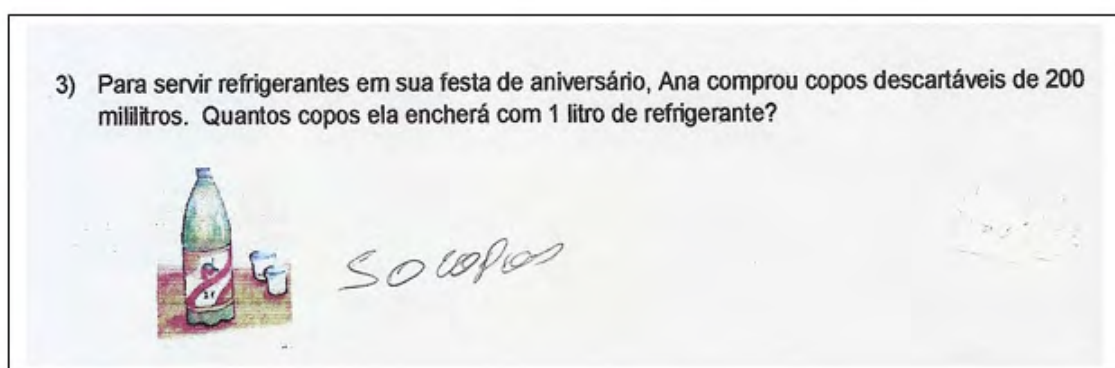 3) Para servir refrigerantes em sua festa de aniversário, Ana comprou copos descartáveis de 200
mililitros. Quantos copos ela encherá com 1 litro de refrigerante?
50 copos